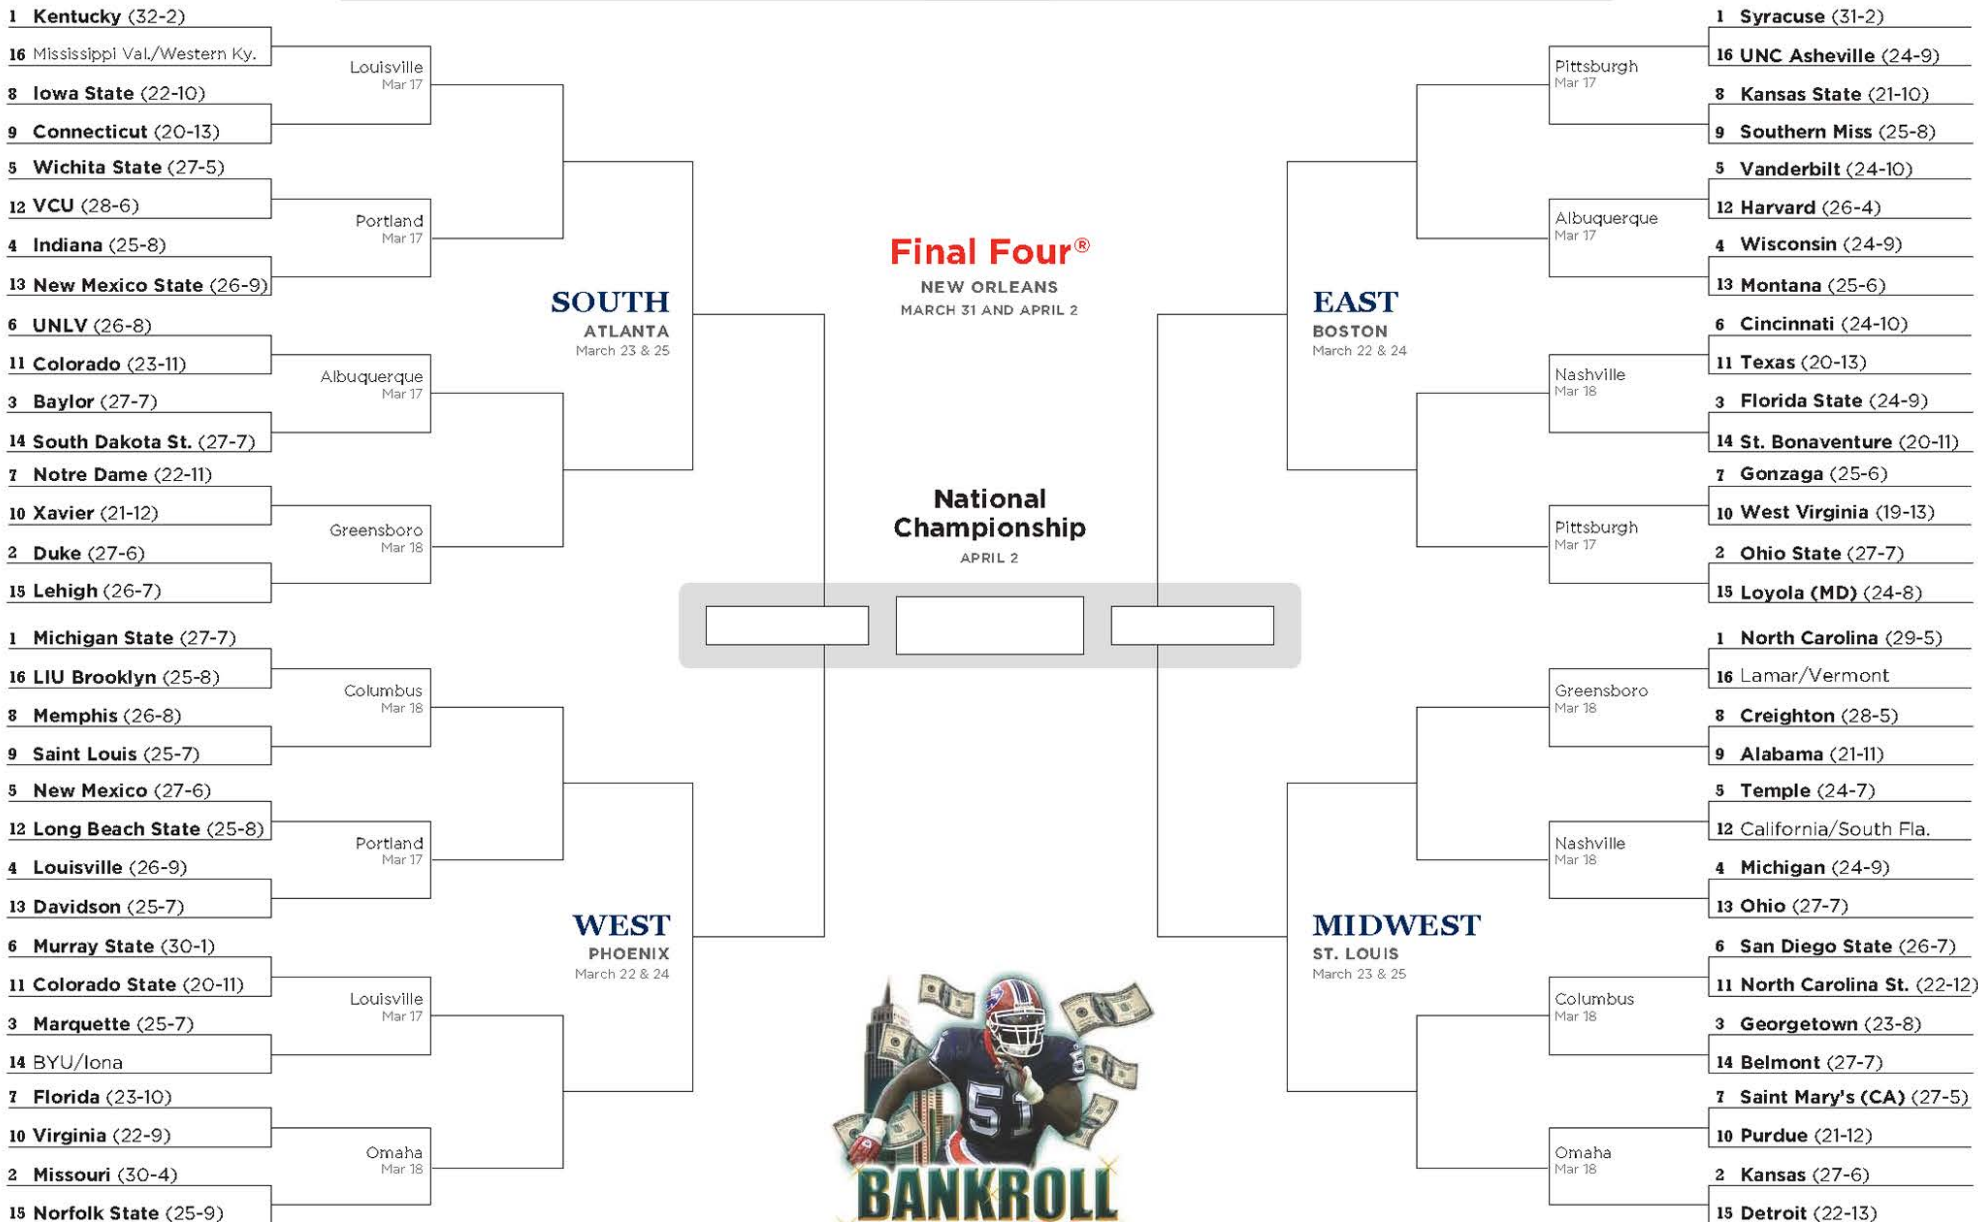 1 Kentucky (32-2)
16 Mississippi Val./Western Ky.
8 Iowa State (22-10)
9 Connecticut (20-13)
5 Wichita State (27-5)
12 VCU (28-6)
4 Indiana (25-8)
13 New Mexico State (26-9)
6 UNLV (26-8)
11 Colorado (23-11)
3 Baylor (27-7)
14 South Dakota St. (27-7)
7 Notre Dame (22-11)
10 Xavier (21-12)
2 Duke (27-6)
15 Lehigh (26-7)
Louisville
Mar 17
Portland
Mar 17
Albuquerque
Mar 17
Greensboro
Mar 18
SOUTH
ATLANTA
March 23 & 25
1 Michigan State (27-7)
16 LIU Brooklyn (25-8)
8 Memphis (26-8)
9 Saint Louis (25-7)
5 New Mexico (27-6)
12 Long Beach State (25-8)
4 Louisville (26-9)
13 Davidson (25-7)
6 Murray State (30-1)
11 Colorado State (20-11)
3 Marquette (25-7)
14 BYU/Iona
7 Florida (23-10)
10 Virginia (22-9)
2 Missouri (30-4)
15 Norfolk State (25-9)
Columbus
Mar 18
Portland
Mar 17
Louisville
Mar 17
Omaha
Mar 18
WEST
PHOENIX
March 22 & 24
Final Four®
NEW ORLEANS
MARCH 31 AND APRIL 2
National
Championship
APRIL 2
51
BANKROLL
EAST
BOSTON
March 22 & 24
Pittsburgh
Mar 17
Albuquerque
Mar 17
Nashville
Mar 18
Pittsburgh
Mar 17
1 Syracuse (31-2)
16 UNC Asheville (24-9)
8 Kansas State (21-10)
9 Southern Miss (25-8)
5 Vanderbilt (24-10)
12 Harvard (26-4)
4 Wisconsin (24-9)
13 Montana (25-6)
6 Cincinnati (24-10)
11 Texas (20-13)
3 Florida State (24-9)
14 St. Bonaventure (20-11)
7 Gonzaga (25-6)
10 West Virginia (19-13)
2 Ohio State (27-7)
15 Loyola (MD) (24-8)
MIDWEST
ST. LOUIS
March 23 & 25
Greensboro
Mar 18
Nashville
Mar 18
Columbus
Mar 18
Omaha
Mar 18
1 North Carolina (29-5)
16 Lamar/Vermont
8 Creighton (28-5)
9 Alabama (21-11)
5 Temple (24-7)
12 California/South Fla.
4 Michigan (24-9)
13 Ohio (27-7)
6 San Diego State (26-7)
11 North Carolina St. (22-12)
3 Georgetown (23-8)
14 Belmont (27-7)
7 Saint Mary's (CA) (27-5)
10 Purdue (21-12)
2 Kansas (27-6)
15 Detroit (22-13)